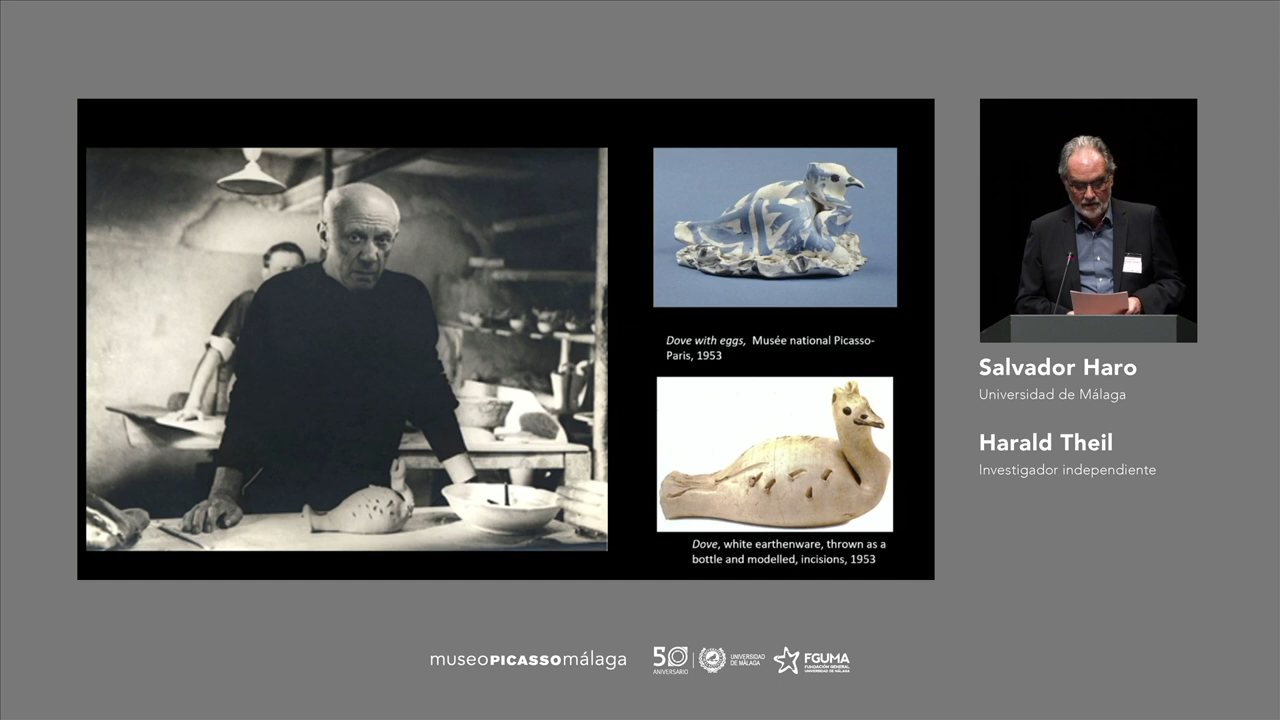 Dove with eggs, Musée national Picasso-
Paris, 1953
Dove, white earthenware, thrown as a
bottle and modelled, incisions, 1953
Salvador Haro
Universidad de Málaga
Harald Theil
Investigador independiente
museoPICASSOmálaga
50
ANIVERSARIO
UNIVERSIDAD
DE MÁLAGA
FGUMA
FUNDACIÓN GENERAL
UNIVERSIDAD DE MÁLAGA